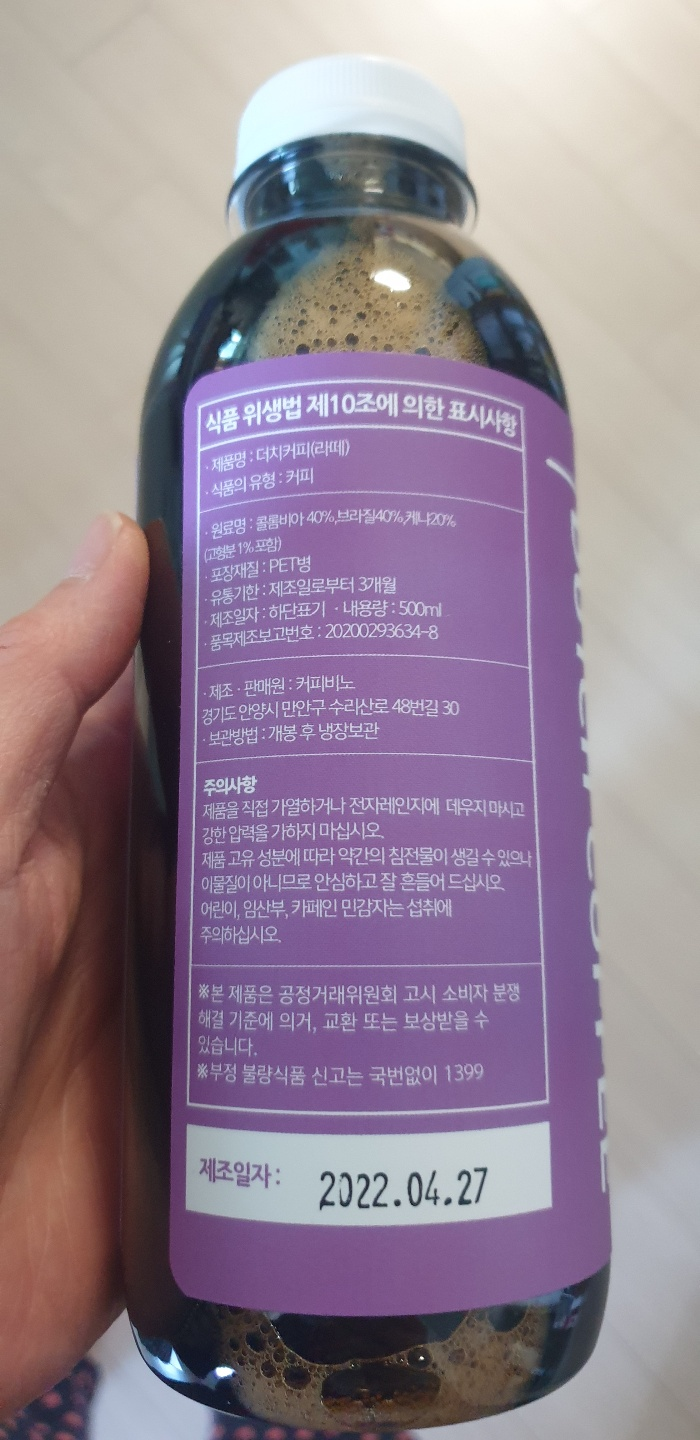 식품 위생법 제10조에 의한 표시사항
· 제품명 : 더치커피(라떼)
· 식품의 유형 : 커피
· 원료명 : 콜롬비아 40%,브라질40%,케냐20%
(고형분 1% 포함)
· 포장재질 : PET병
· 유통기한 : 제조일로부터 3개월
· 제조일자 : 하단표기 · 내용량 : 500ml
· 품목제조보고번호 : 20200293634-8
· 제조 · 판매원 : 커피비노
경기도 안양시 만안구 수리산로 48번길 30
· 보관방법 : 개봉 후 냉장보관
주의사항
제품을 직접 가열하거나 전자레인지에 데우지 마시고
강한 압력을 가하지 마십시오.
제품 고유 성분에 따라 약간의 침전물이 생길 수 있으나
이물질이 아니므로 안심하고 잘 흔들어 드십시오.
어린이, 임산부, 카페인 민감자는 섭취에
주의하십시오.
※본 제품은 공정거래위원회 고시 소비자 분쟁
해결 기준에 의거, 교환 또는 보상받을 수
있습니다.
※부정 불량식품 신고는 국번없이 1399
제조일자 : 2022.04.27
COFFEE